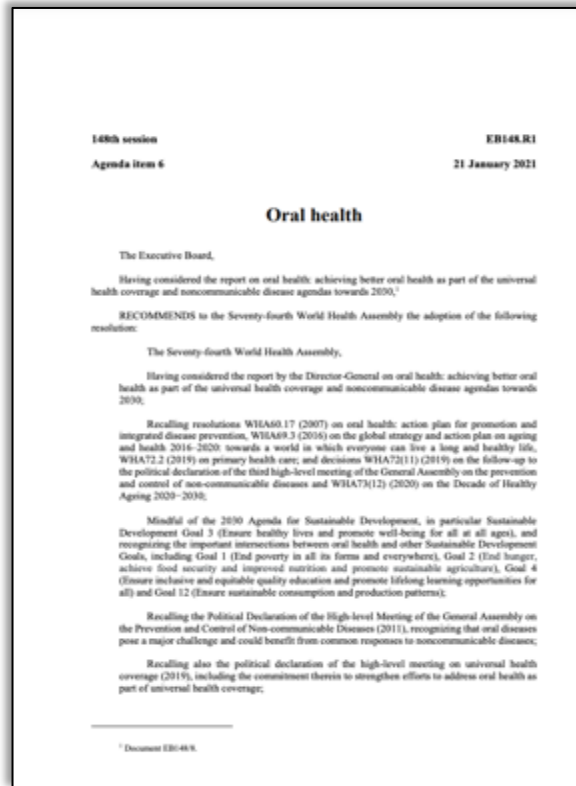 148th session
EB148.R1
Agenda item 6
21 January 2021
Oral health
The Executive Board,
Having considered the report on oral health: achieving better oral health as part of the universal
health coverage and noncommunicable disease agendas towards 2030,¹
RECOMMENDS to the Seventy-fourth World Health Assembly the adoption of the following
resolution:
The Seventy-fourth World Health Assembly,
Having considered the report by the Director-General on oral health: achieving better oral
health as part of the universal health coverage and noncommunicable disease agendas towards
2030;
Recalling resolutions WHA60.17 (2007) on oral health: action plan for promotion and
integrated disease prevention, WHA69.3 (2016) on the global strategy and action plan on ageing
and health 2016–2020: towards a world in which everyone can live a long and healthy life,
WHA72.2 (2019) on primary health care; and decisions WHA72(11) (2019) on the follow-up to
the political declaration of the third high-level meeting of the General Assembly on the prevention
and control of non-communicable diseases and WHA73(12) (2020) on the Decade of Healthy
Ageing 2020–2030;
Mindful of the 2030 Agenda for Sustainable Development, in particular Sustainable
Development Goal 3 (Ensure healthy lives and promote well-being for all at all ages), and
recognizing the important intersections between oral health and other Sustainable Development
Goals, including Goal 1 (End poverty in all its forms and everywhere), Goal 2 (End hunger,
achieve food security and improved nutrition and promote sustainable agriculture), Goal 4
(Ensure inclusive and equitable quality education and promote lifelong learning opportunities for
all) and Goal 12 (Ensure sustainable consumption and production patterns);
Recalling the Political Declaration of the High-level Meeting of the General Assembly on
the Prevention and Control of Non-communicable Diseases (2011), recognizing that oral diseases
pose a major challenge and could benefit from common responses to noncommunicable diseases;
Recalling also the political declaration of the high-level meeting on universal health
coverage (2019), including the commitment therein to strengthen efforts to address oral health as
part of universal health coverage;
¹ Document EB148/8.